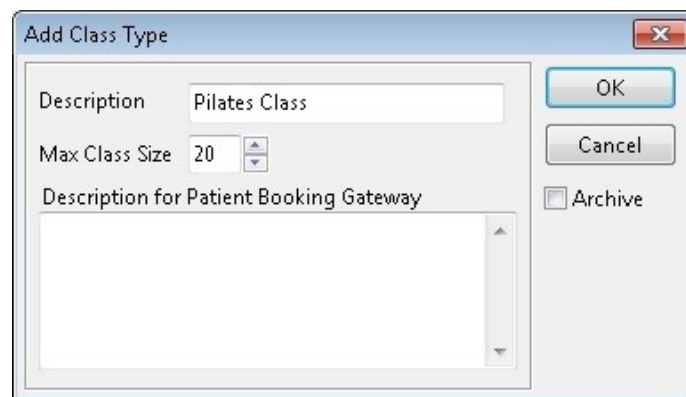 Add Class Type
Description Pilates Class
OK
Max Class Size 20
Cancel
Description for Patient Booking Gateway
Archive